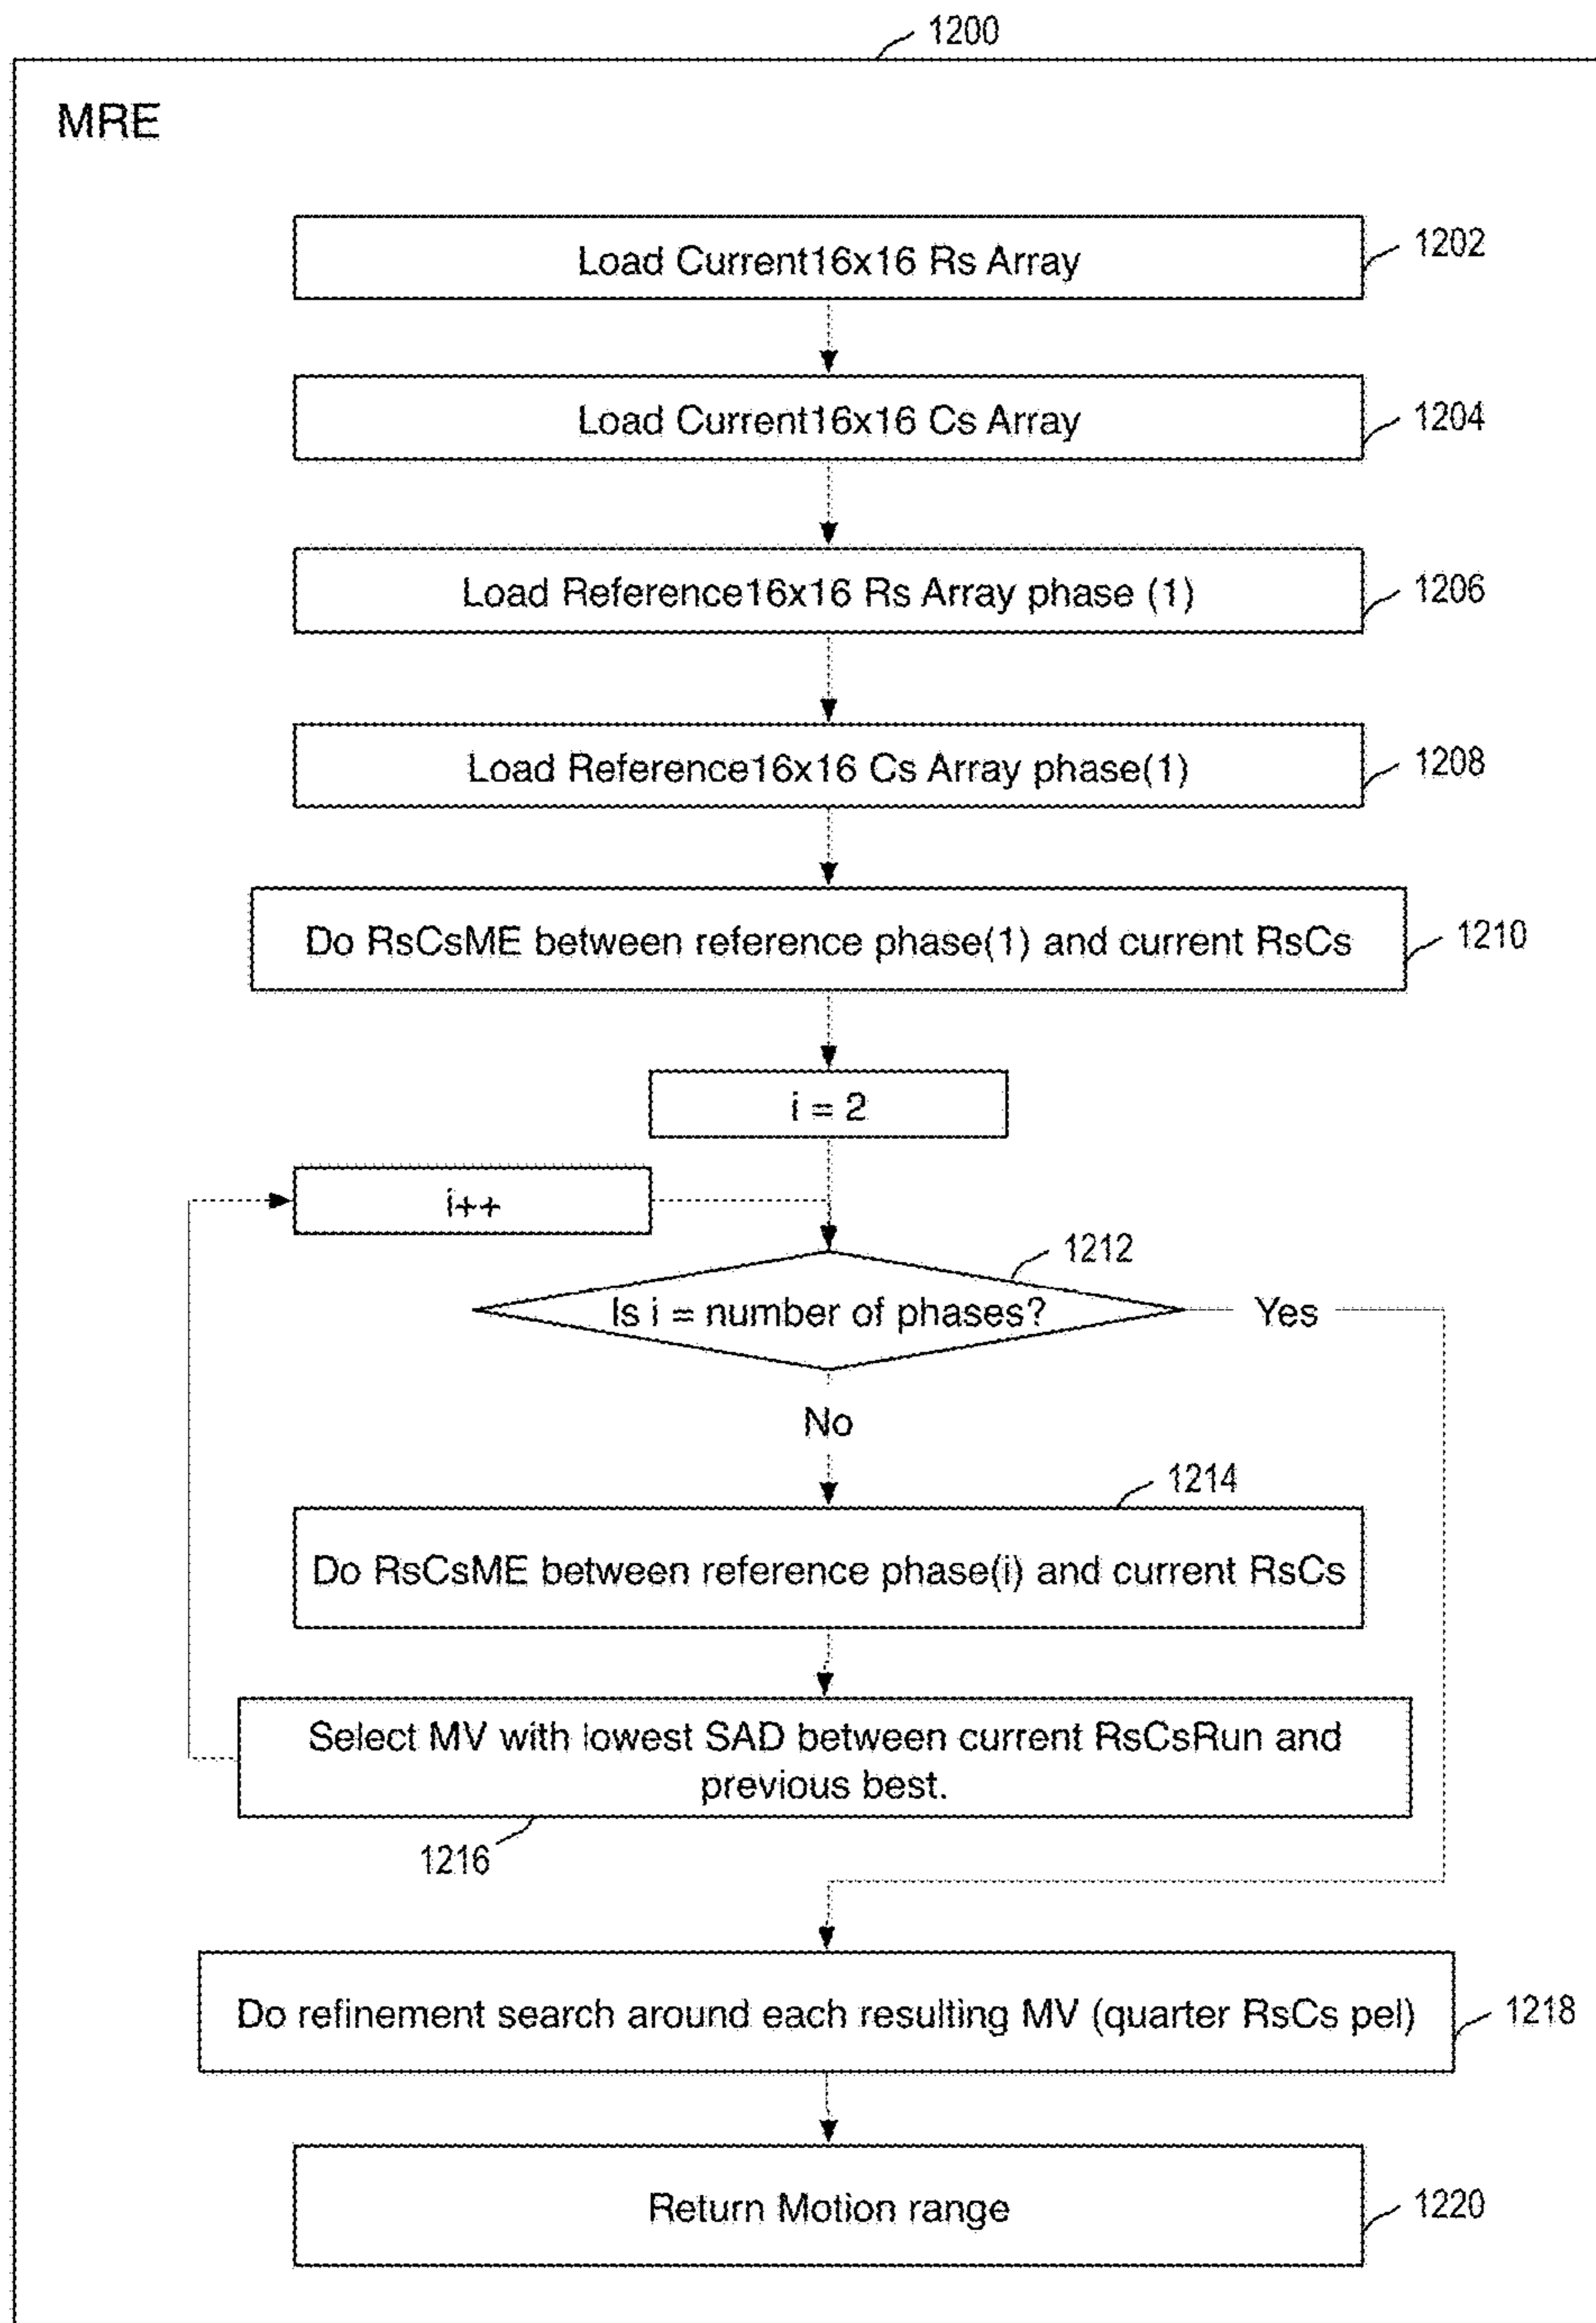 1200
MRE
Load Current16x16 Rs Array
1202
Load Current16x16 Cs Array
1204
Load Reference16x16 Rs Array phase (1)
1206
Load Reference16x16 Cs Array phase(1)
1208
Do RsCsME between reference phase(1) and current RsCs
1210
i = 2
i++
1212
Is i = number of phases?
Yes
No
1214
Do RsCsME between reference phase(i) and current RsCs
Select MV with lowest SAD between current RsCsRun and
previous best.
1216
Do refinement search around each resulting MV (quarter RsCs pel)
1218
Return Motion range
1220